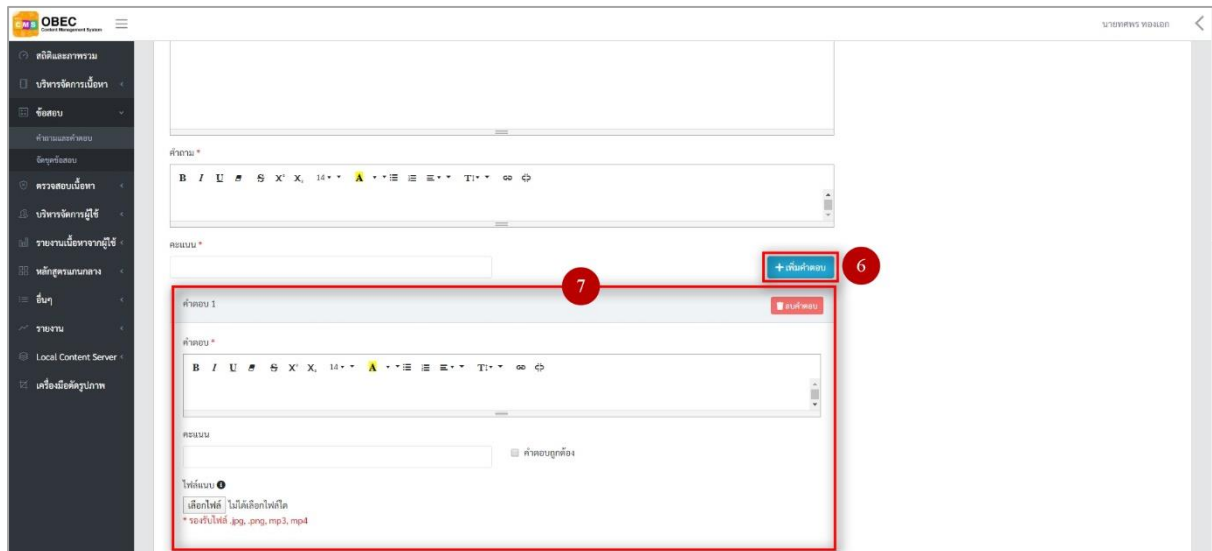 CMS OBEC
Content Management System
นายทศพร ทองเอก
สถิติและภาพรวม
บริหารจัดการเนื้อหา
ข้อสอบ
คำถามและคำตอบ
จัดชุดข้อสอบ
ตรวจสอบเนื้อหา
บริหารจัดการผู้ใช้
รายงานเนื้อหาจากผู้ใช้
หลักสูตรแกนกลาง
อื่นๆ
รายงาน
Local Content Server
เครื่องมือตัดรูปภาพ
คำถาม *
B I U S X² X₂ 14 A T
คะแนน *
+ เพิ่มคำตอบ 6
7
คำตอบ 1 ลบคำตอบ
คำตอบ *
B I U S X² X₂ 14 A T
คะแนน
คำตอบถูกต้อง
ไฟล์แนบ
เลือกไฟล์ ไม่ได้เลือกไฟล์ใด
* รองรับไฟล์ .jpg, .png, mp3, mp4